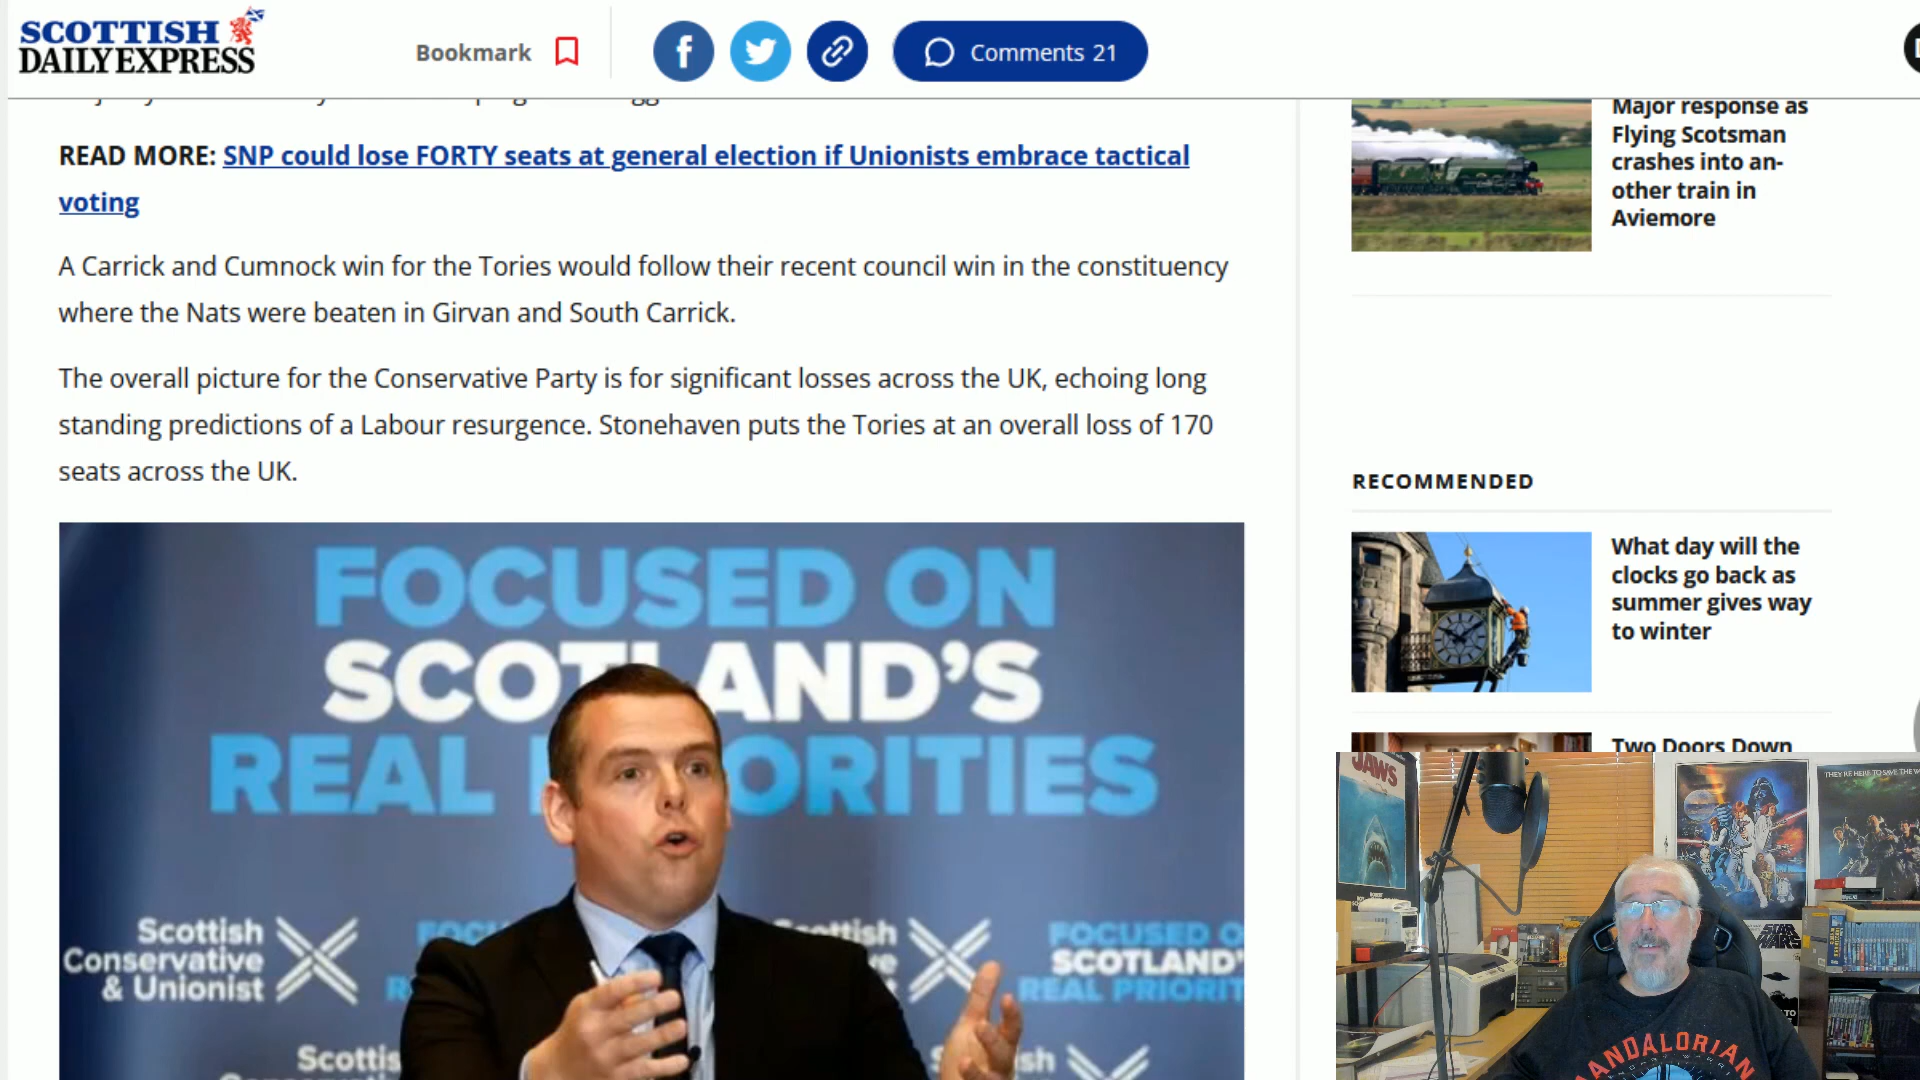 SCOTTISH
DAILY EXPRESS
Bookmark
f
Comments 21
READ MORE: SNP could lose FORTY seats at general election if Unionists embrace tactical
voting
A Carrick and Cumnock win for the Tories would follow their recent council win in the constituency
where the Nats were beaten in Girvan and South Carrick.
The overall picture for the Conservative Party is for significant losses across the UK, echoing long
standing predictions of a Labour resurgence. Stonehaven puts the Tories at an overall loss of 170
seats across the UK.
FOCUSED ON
SCOTLAND'S
REAL PRIORITIES
Scottish
Conservative
& Unionist
FOCUSED O
SCOTLAND'
REAL PRIORIT
Major response as
Flying Scotsman
crashes into an-
other train in
Aviemore
RECOMMENDED
What day will the
clocks go back as
summer gives way
to winter
Two Doors Down
JAWS
THEY'RE HERE TO SAVE THE W
STAR
WARS
MANDALORIAN